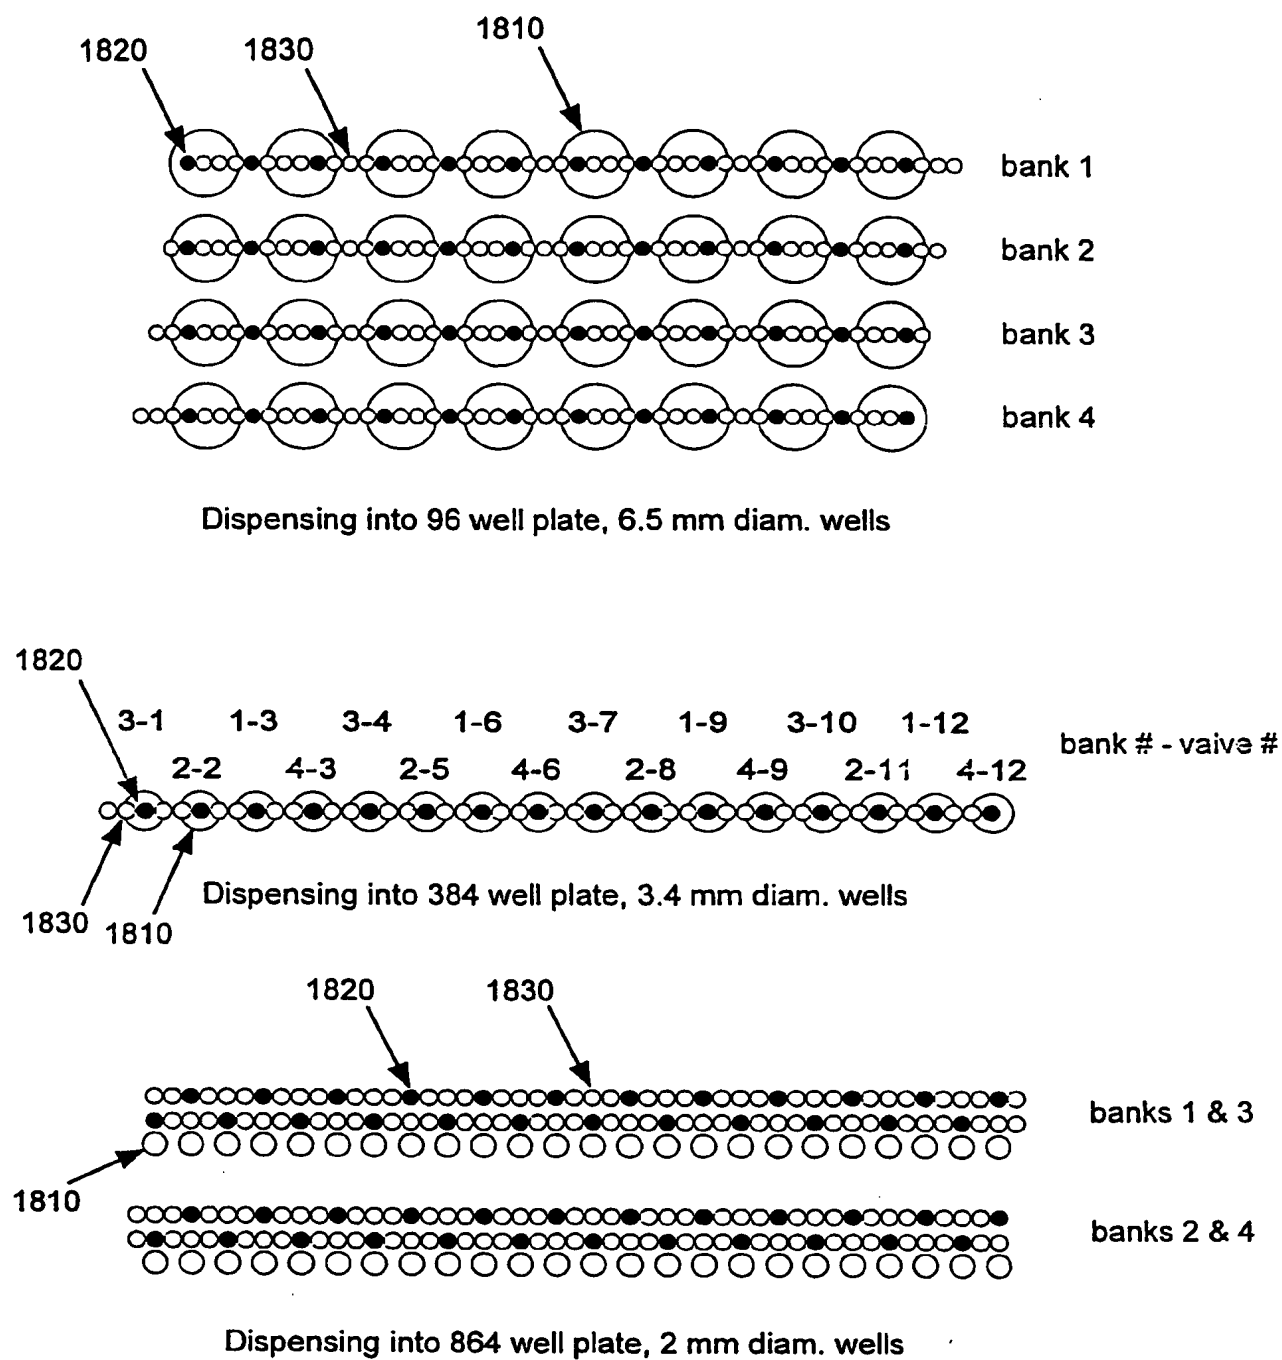 1820 1830 1810
bank 1
bank 2
bank 3
bank 4
Dispensing into 96 well plate, 6.5 mm diam. wells
1820
3-1 1-3 3-4 1-6 3-7 1-9 3-10 1-12
bank # - vaive #
2-2 4-3 2-5 4-6 2-8 4-9 2-11 4-12
Dispensing into 384 well plate, 3.4 mm diam. wells
1830 1810
1820 1830
banks 1 & 3
1810
banks 2 & 4
Dispensing into 864 well plate, 2 mm diam. wells